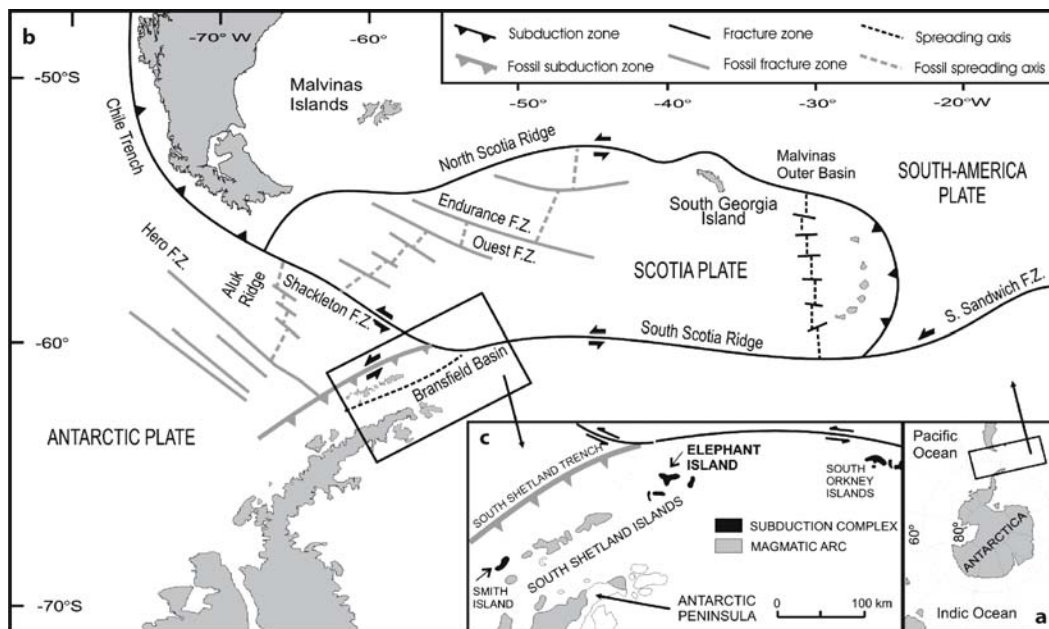 b
-70° W
-60°
Subduction zone
Fracture zone
Spreading axis
Fossil subduction zone
Fossil fracture zone
Fossil spreading axis
-50°S
Malvinas
Islands
-50°
-40°
-30°
-20°W
Chile Trench
North Scotia Ridge
Malvinas
Outer Basin
SOUTH-AMERICA
PLATE
South Georgia
Island
Endurance F.Z.
Ouest F.Z.
Hero F.Z.
Aluk
Ridge
SCOTIA PLATE
Shackleton F.Z.
S. Sandwich F.Z.
-60°
South Scotia Ridge
Bransfield Basin
ANTARCTIC PLATE
-70°S
c
ELEPHANT
ISLAND
SOUTH SHETLAND TRENCH
SOUTH
ORKNEY
ISLANDS
SUBDUCTION COMPLEX
MAGMATIC ARC
SOUTH SHETLAND ISLANDS
SMITH
ISLAND
ANTARCTIC
PENINSULA
0
100 km
Pacific
Ocean
60°
80°
ANTARCTICA
Indic Ocean
a